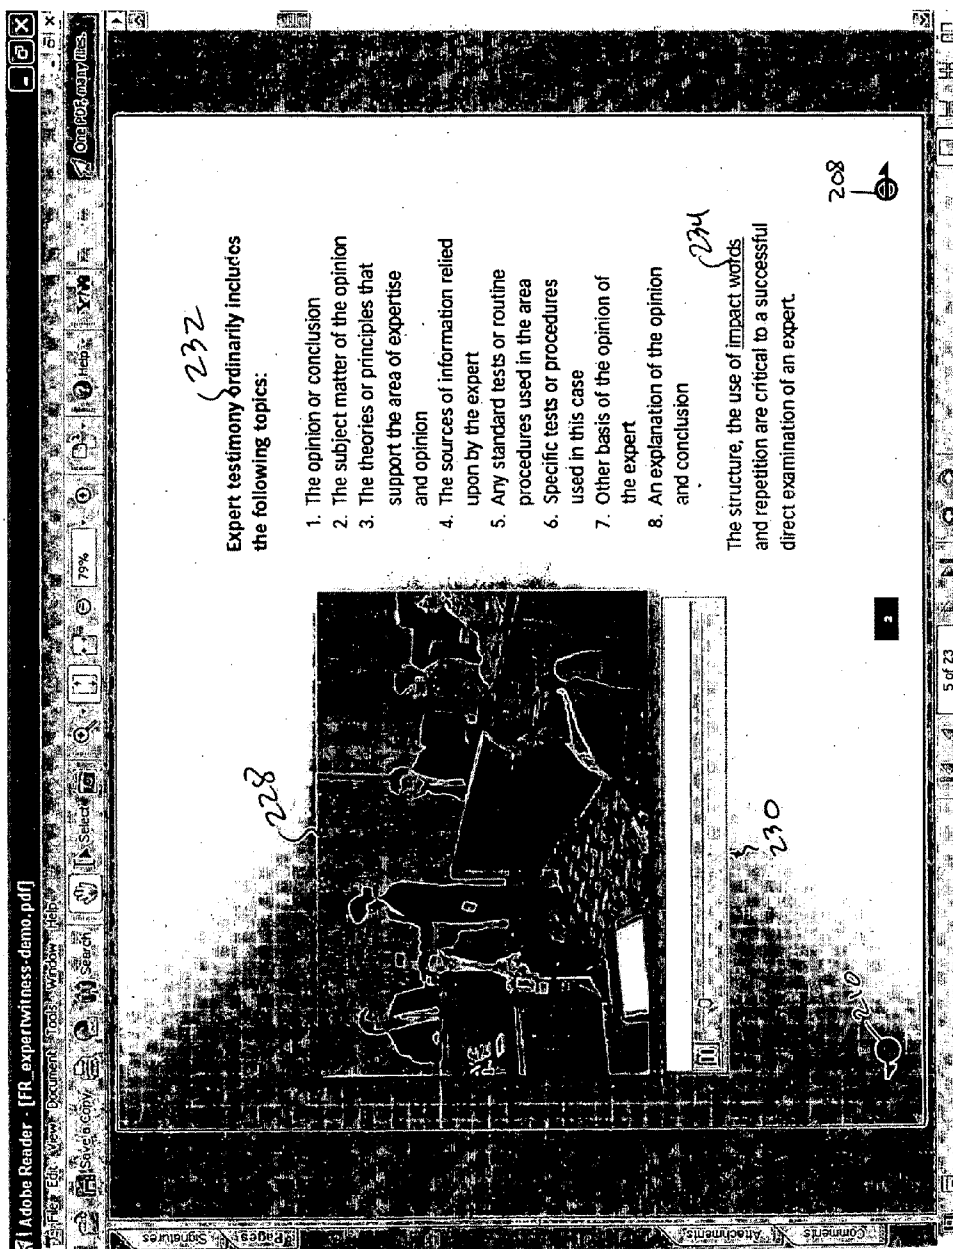 Adobe Reader - [FR_expertwitness-demo.pdf]
File Edit View Document Tools Window Help
Save a Copy Search Select 79% Help Y!
One PDF, many files.
Signatures
Pages
Attachments
Comments
228
230
210
232
Expert testimony ordinarily includes
the following topics:
1. The opinion or conclusion
2. The subject matter of the opinion
3. The theories or principles that
support the area of expertise
and opinion
4. The sources of information relied
upon by the expert
5. Any standard tests or routine
procedures used in the area
6. Specific tests or procedures
used in this case
7. Other basis of the opinion of
the expert
8. An explanation of the opinion
and conclusion
234
The structure, the use of impact words
and repetition are critical to a successful
direct examination of an expert.
2
208
5 of 23